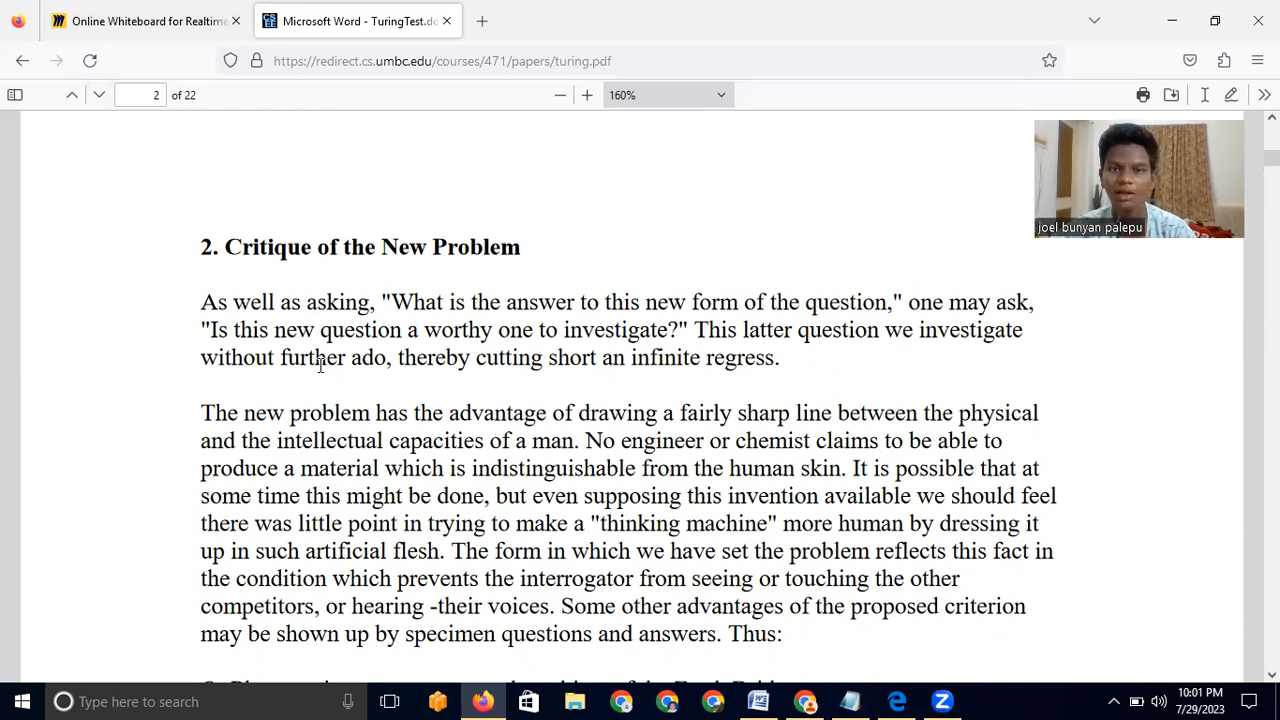 Online Whiteboard for Realtime
Microsoft Word - TuringTest.do
https://redirect.cs.umbc.edu/courses/471/papers/turing.pdf
2 of 22
160%
joel bunyan palepu
2. Critique of the New Problem
As well as asking, "What is the answer to this new form of the question," one may ask,
"Is this new question a worthy one to investigate?" This latter question we investigate
without further ado, thereby cutting short an infinite regress.
The new problem has the advantage of drawing a fairly sharp line between the physical
and the intellectual capacities of a man. No engineer or chemist claims to be able to
produce a material which is indistinguishable from the human skin. It is possible that at
some time this might be done, but even supposing this invention available we should feel
there was little point in trying to make a "thinking machine" more human by dressing it
up in such artificial flesh. The form in which we have set the problem reflects this fact in
the condition which prevents the interrogator from seeing or touching the other
competitors, or hearing -their voices. Some other advantages of the proposed criterion
may be shown up by specimen questions and answers. Thus:
Type here to search
10:01 PM
7/29/2023